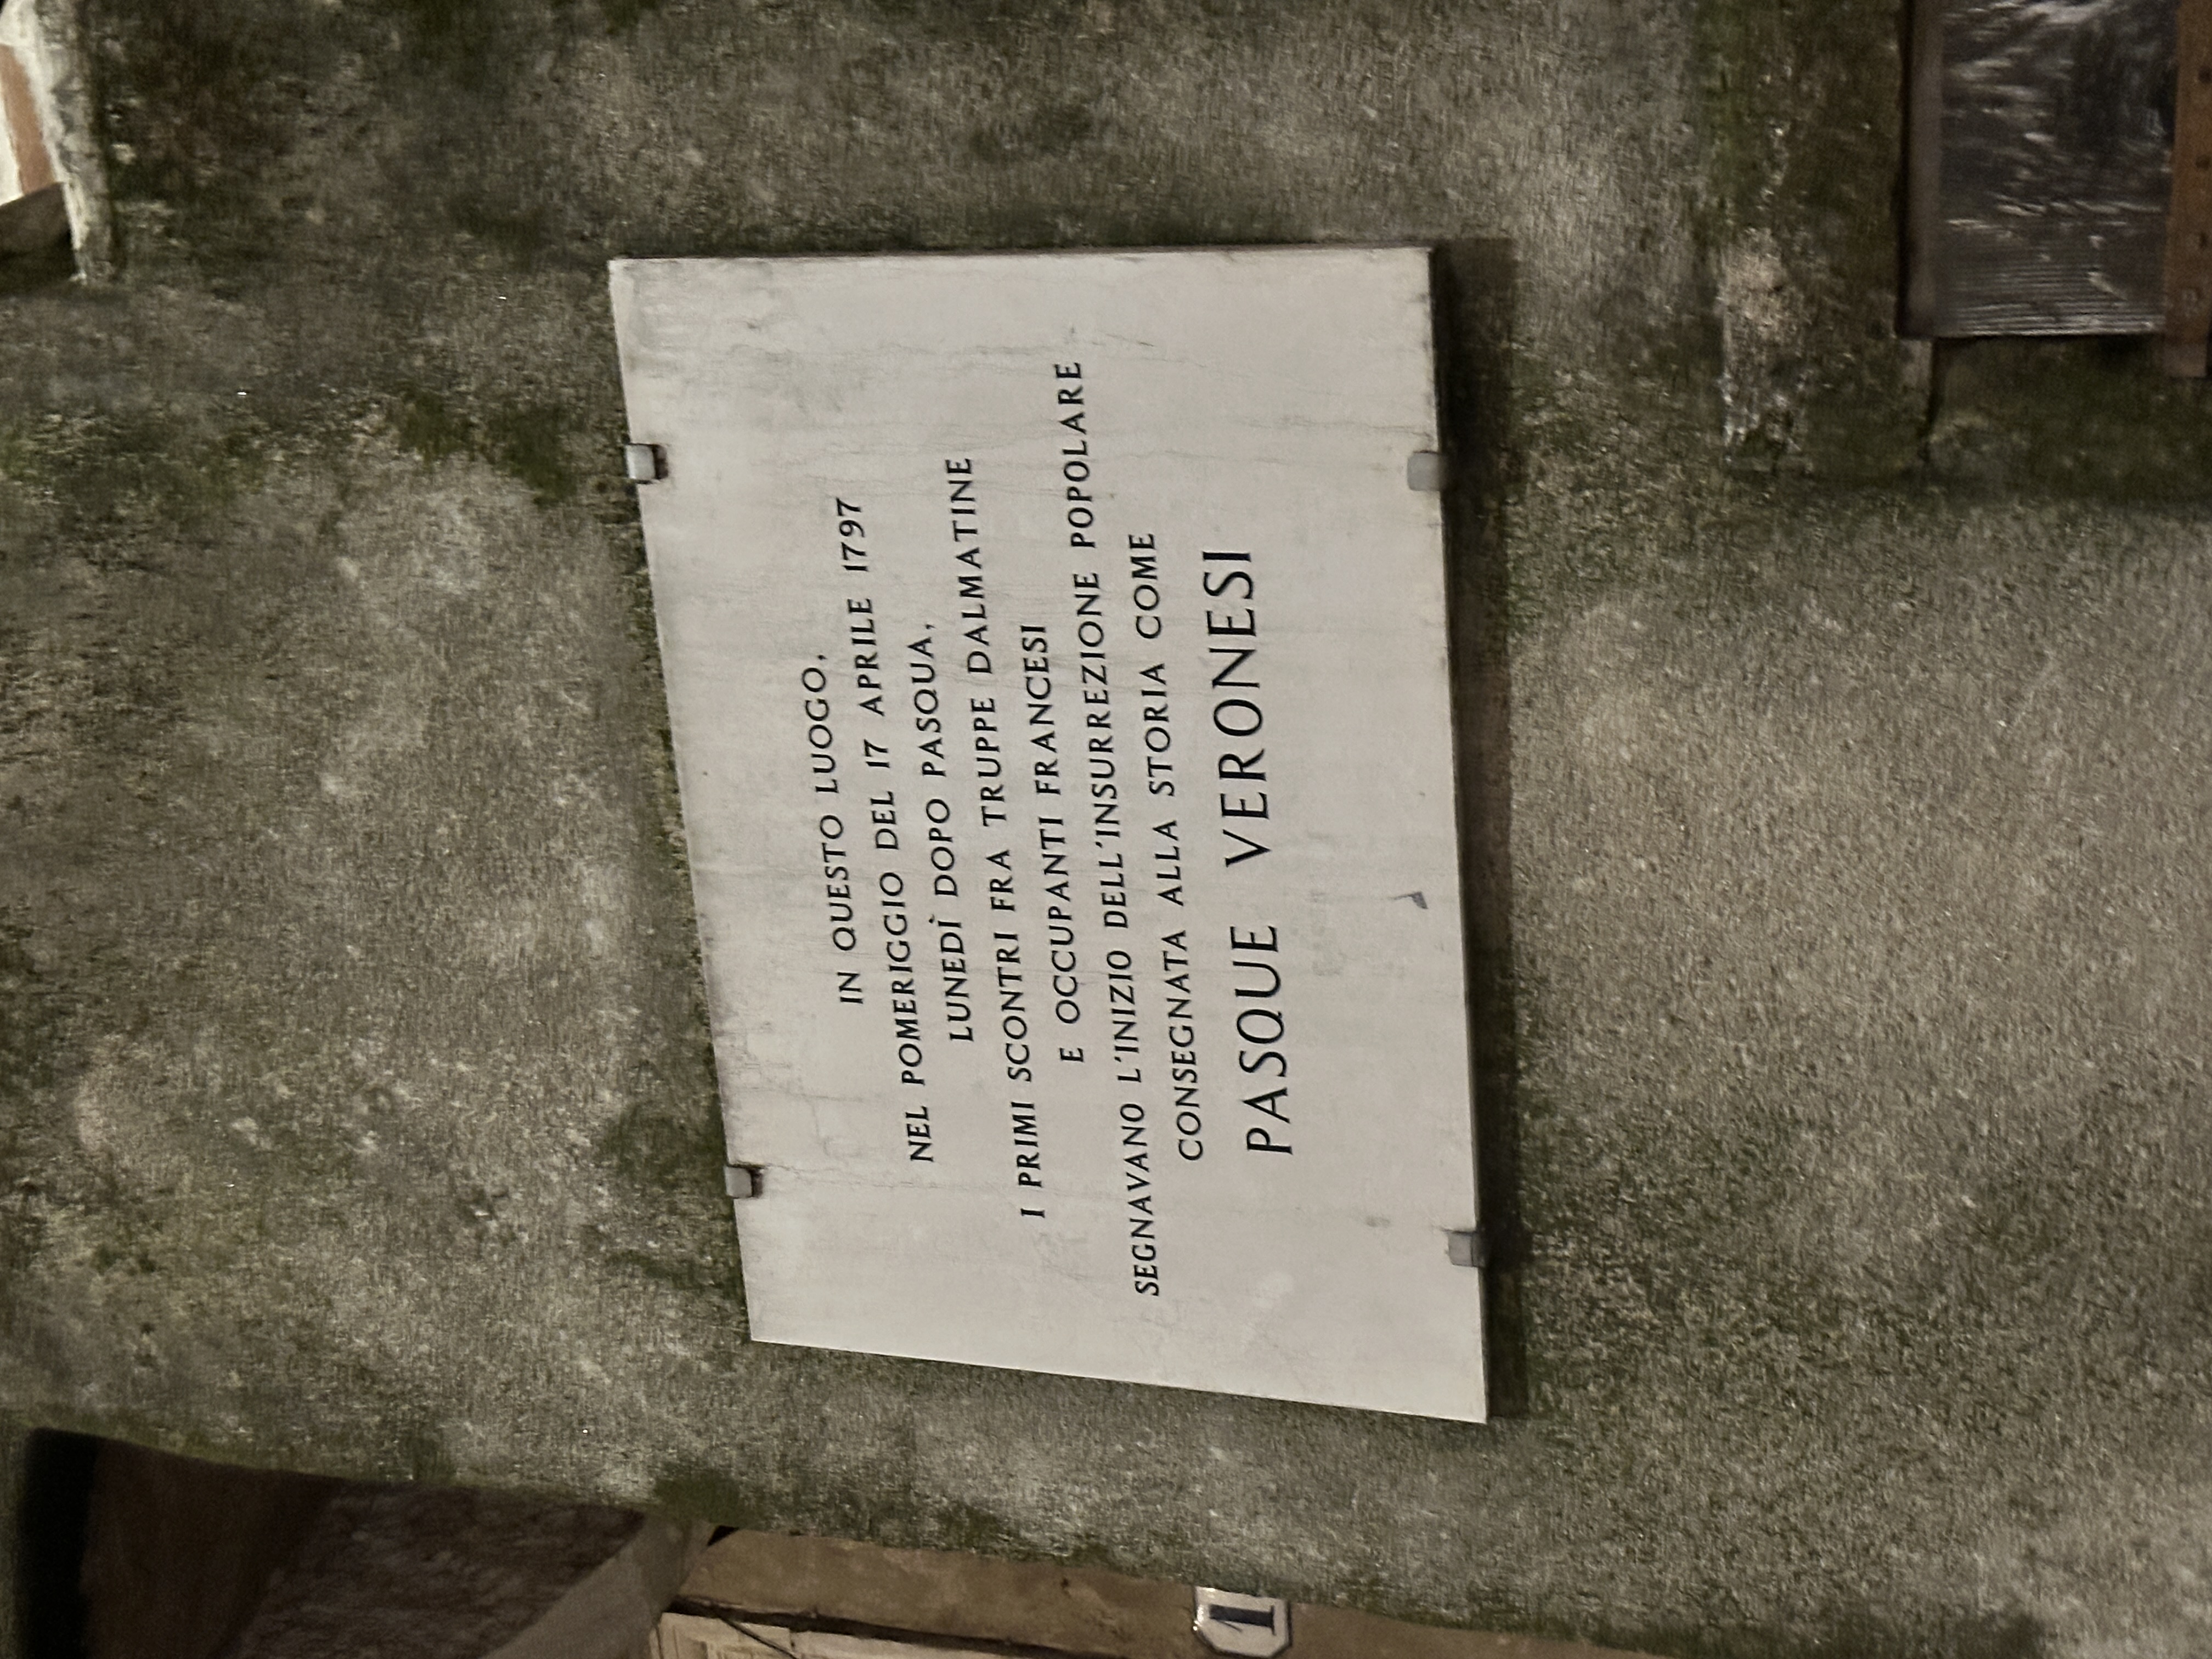 IN QUESTO LUOGO,
NEL POMERIGGIO DEL 17 APRILE 1797
LUNEDÌ DOPO PASQUA,
I PRIMI SCONTRI FRA TRUPPE DALMATINE
E OCCUPANTI FRANCESI
SEGNAVANO L'INIZIO DELL'INSURREZIONE POPOLARE
CONSEGNATA ALLA STORIA COME
PASQUE VERONESI
1